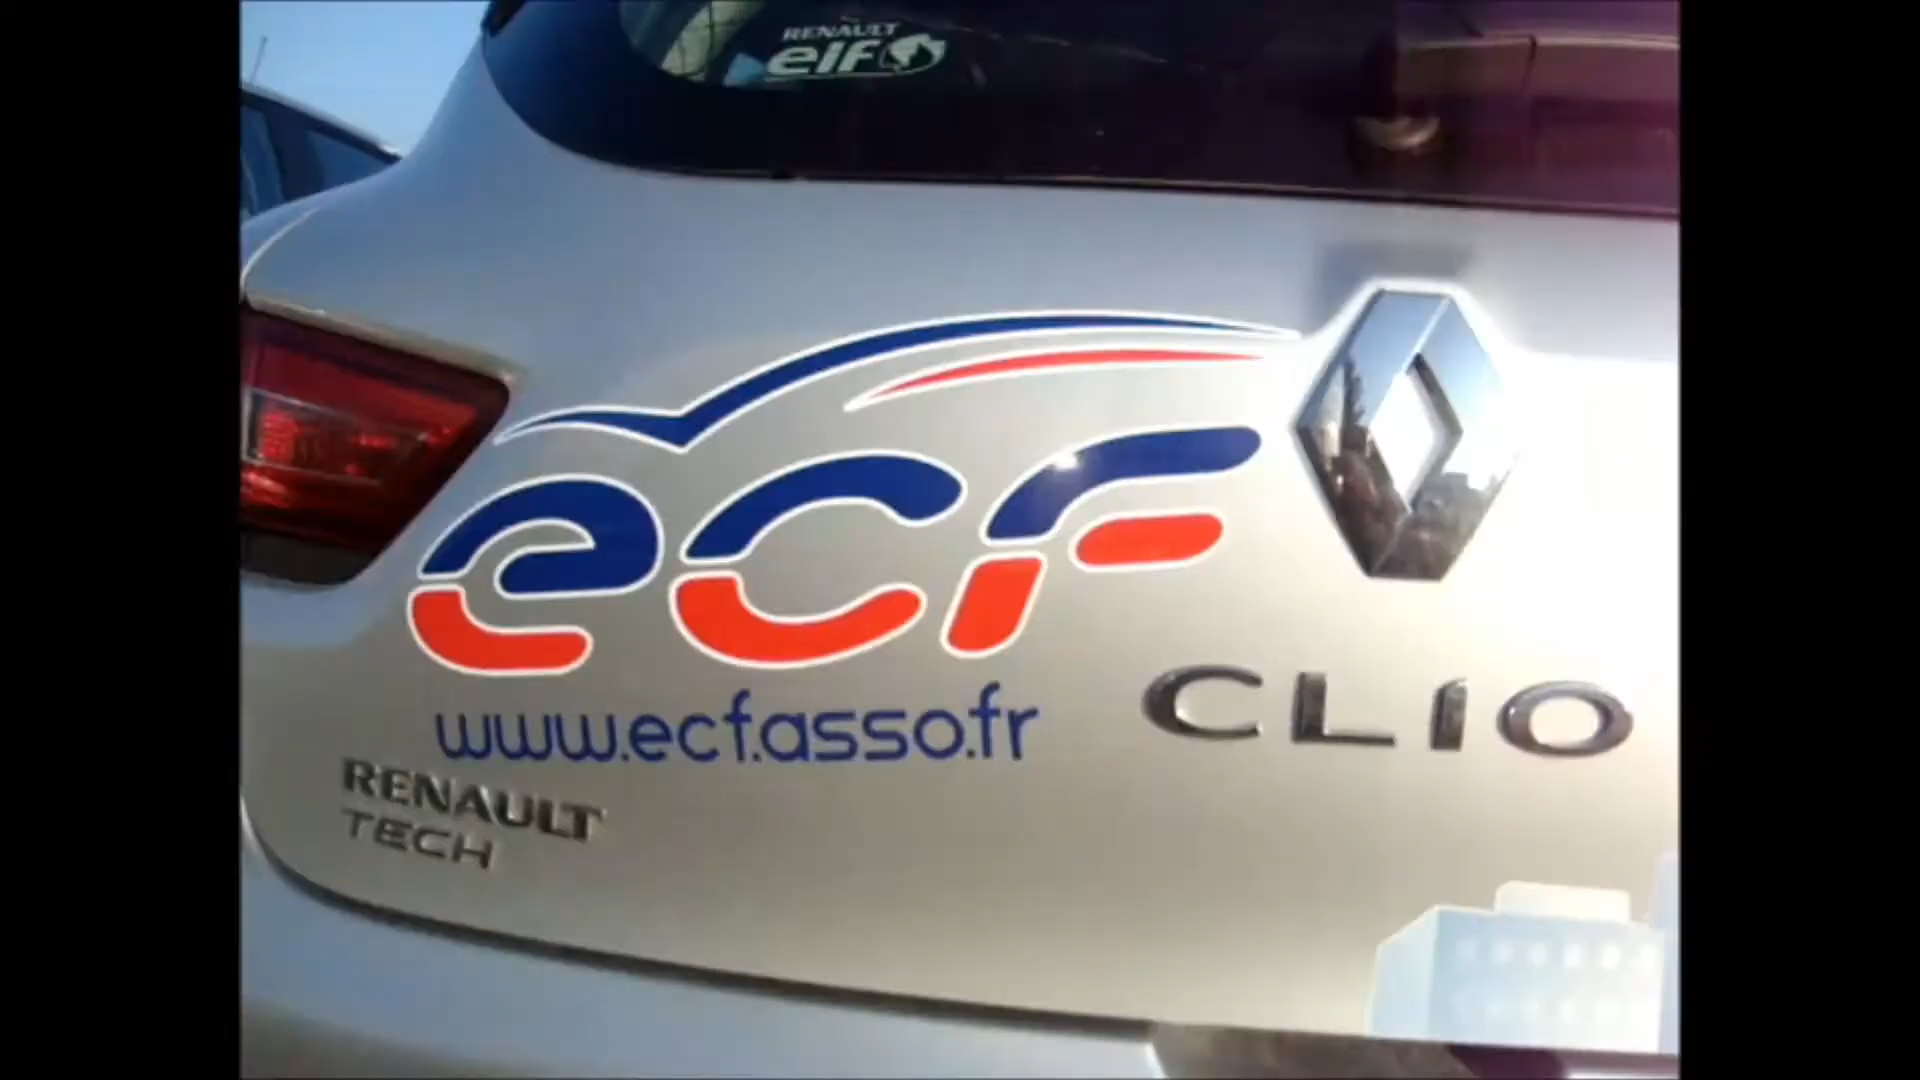 RENAULT
elf
ecf
www.ecf.asso.fr
CLIO
RENAULT
TECH